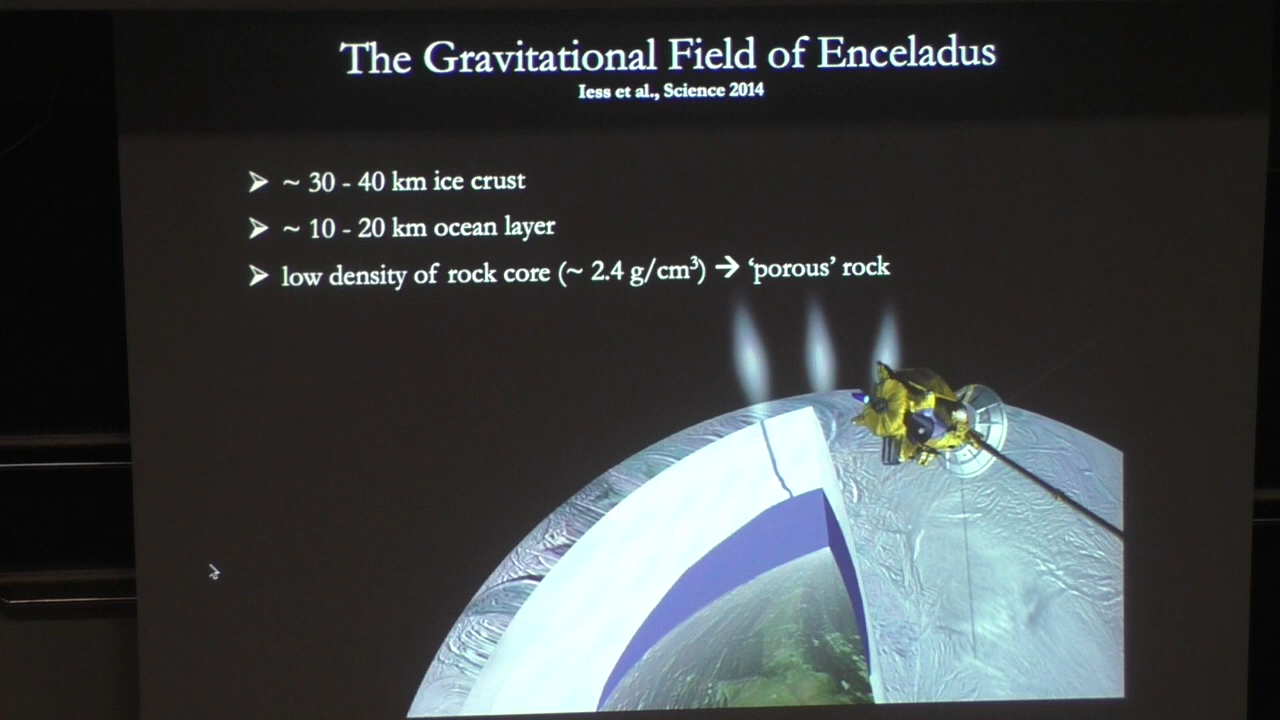 The Gravitational Field of Enceladus
Iess et al., Science 2014
➢ ~ 30 - 40 km ice crust
➢ ~ 10 - 20 km ocean layer
➢ low density of rock core (~ 2.4 g/cm³) → ‘porous’ rock